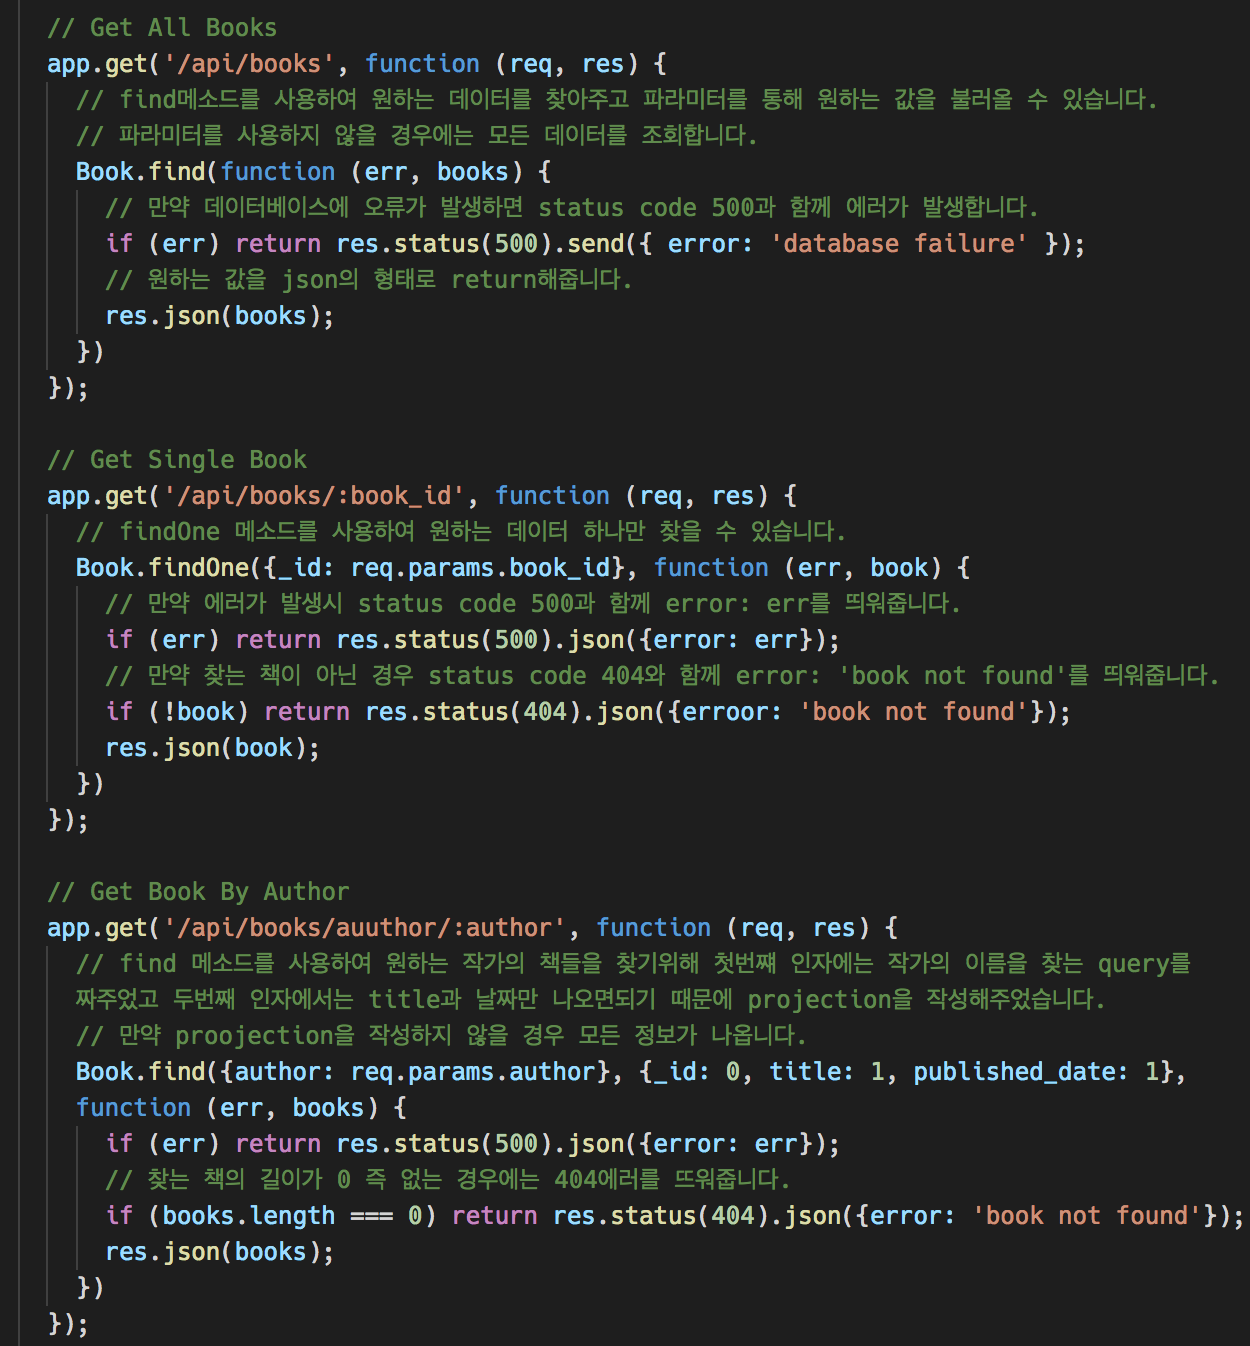 // Get All Books
app.get('/api/books', function (req, res) {
// find메소드를 사용하여 원하는 데이터를 찾아주고 파라미터를 통해 원하는 값을 불러올 수 있습니다.
// 파라미터를 사용하지 않을 경우에는 모든 데이터를 조회합니다.
Book.find(function (err, books) {
// 만약 데이터베이스에 오류가 발생하면 status code 500과 함께 에러가 발생합니다.
if (err) return res.status(500).send({ error: 'database failure' });
// 원하는 값을 json의 형태로 return해줍니다.
res.json(books);
})
});
// Get Single Book
app.get('/api/books/:book_id', function (req, res) {
// findOne 메소드를 사용하여 원하는 데이터 하나만 찾을 수 있습니다.
Book.findOne({_id: req.params.book_id}, function (err, book) {
// 만약 에러가 발생시 status code 500과 함께 error: err를 띄워줍니다.
if (err) return res.status(500).json({error: err});
// 만약 찾는 책이 아닌 경우 status code 404와 함께 error: 'book not found'를 띄워줍니다.
if (!book) return res.status(404).json({erroor: 'book not found'});
res.json(book);
})
});
// Get Book By Author
app.get('/api/books/auuthor/:author', function (req, res) {
// find 메소드를 사용하여 원하는 작가의 책들을 찾기위해 첫번째 인자에는 작가의 이름을 찾는 query를
짜주었고 두번째 인자에서는 title과 날짜만 나오면되기 때문에 projection을 작성해주었습니다.
// 만약 proojection을 작성하지 않을 경우 모든 정보가 나옵니다.
Book.find({author: req.params.author}, {_id: 0, title: 1, published_date: 1},
function (err, books) {
if (err) return res.status(500).json({error: err});
// 찾는 책의 길이가 0 즉 없는 경우에는 404에러를 뜨워줍니다.
if (books.length === 0) return res.status(404).json({error: 'book not found'});
res.json(books);
})
});